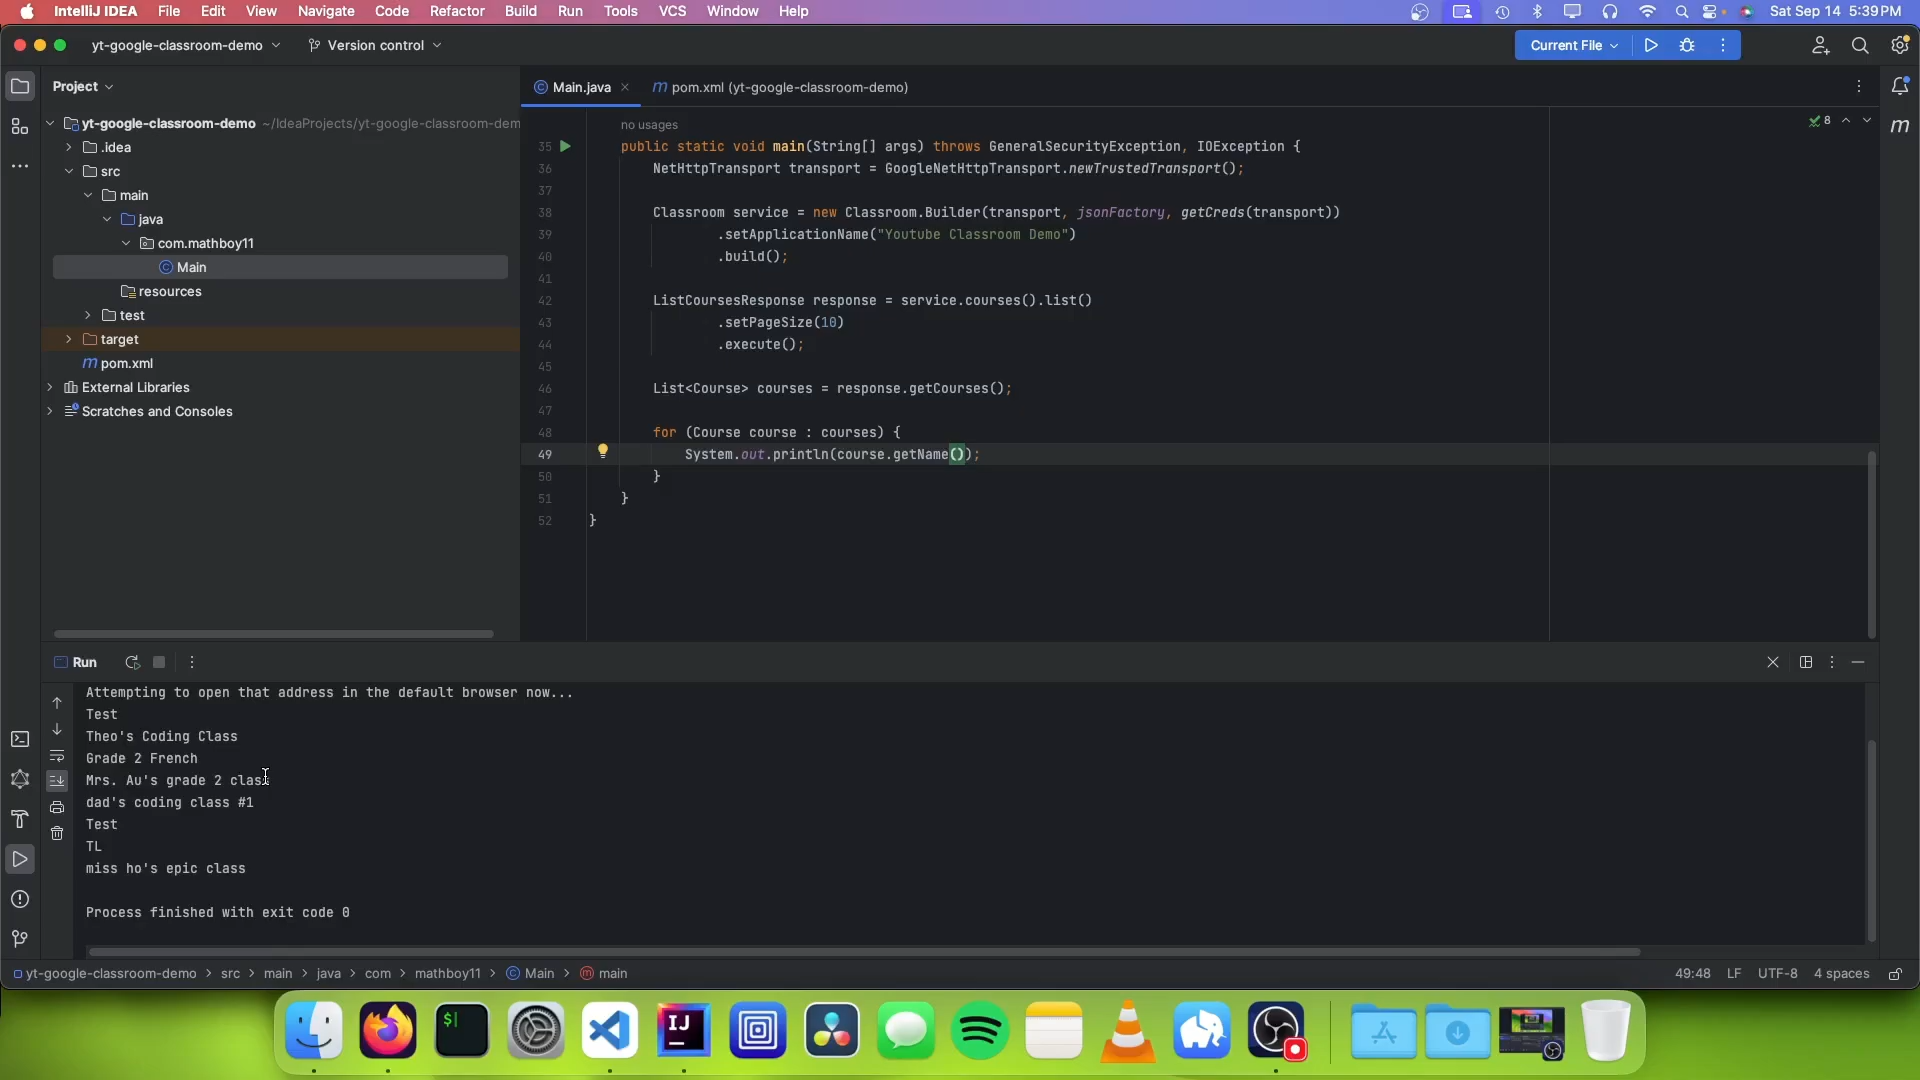 IntelliJ IDEA File Edit View Navigate Code Refactor Build Run Tools VCS Window Help Sat Sep 14 5:39 PM
yt-google-classroom-demo Version control Current File
Project
Main.java
pom.xml (yt-google-classroom-demo)
yt-google-classroom-demo ~/IdeaProjects/yt-google-classroom-dem
.idea
src
main
java
com.mathboy11
Main
resources
test
target
pom.xml
External Libraries
Scratches and Consoles
8
no usages
35 public static void main(String[] args) throws GeneralSecurityException, IOException {
36 NetHttpTransport transport = GoogleNetHttpTransport.newTrustedTransport();
37
38 Classroom service = new Classroom.Builder(transport, jsonFactory, getCreds(transport))
39 .setApplicationName("Youtube Classroom Demo")
40 .build();
41
42 ListCoursesResponse response = service.courses().list()
43 .setPageSize(10)
44 .execute();
45
46 List<Course> courses = response.getCourses();
47
48 for (Course course : courses) {
49 System.out.println(course.getName());
50 }
51 }
52 }
Run
Attempting to open that address in the default browser now...
Test
Theo's Coding Class
Grade 2 French
Mrs. Au's grade 2 class
dad's coding class #1
Test
TL
miss ho's epic class
Process finished with exit code 0
yt-google-classroom-demo > src > main > java > com > mathboy11 > Main > main 49:48 LF UTF-8 4 spaces